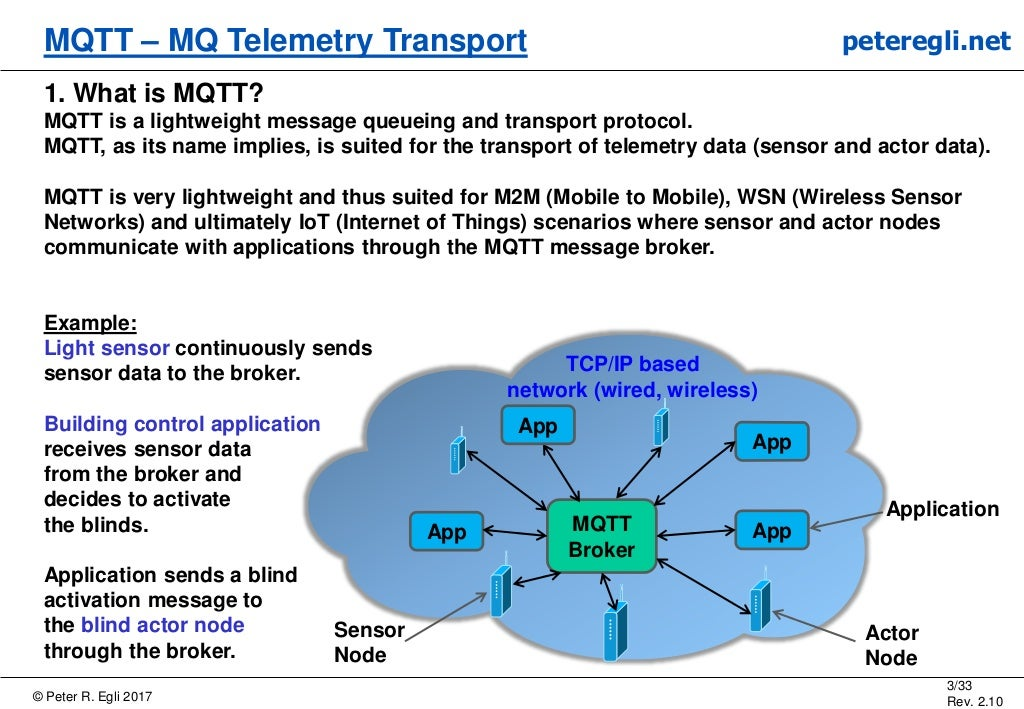 MQTT – MQ Telemetry Transport
peteregli.net
1. What is MQTT?
MQTT is a lightweight message queueing and transport protocol.
MQTT, as its name implies, is suited for the transport of telemetry data (sensor and actor data).
MQTT is very lightweight and thus suited for M2M (Mobile to Mobile), WSN (Wireless Sensor
Networks) and ultimately IoT (Internet of Things) scenarios where sensor and actor nodes
communicate with applications through the MQTT message broker.
Example:
Light sensor continuously sends
sensor data to the broker.
Building control application
receives sensor data
from the broker and
decides to activate
the blinds.
Application sends a blind
activation message to
the blind actor node
through the broker.
TCP/IP based
network (wired, wireless)
App
App
App
MQTT
Broker
App
Application
Sensor
Node
Actor
Node
© Peter R. Egli 2017
3/33
Rev. 2.10